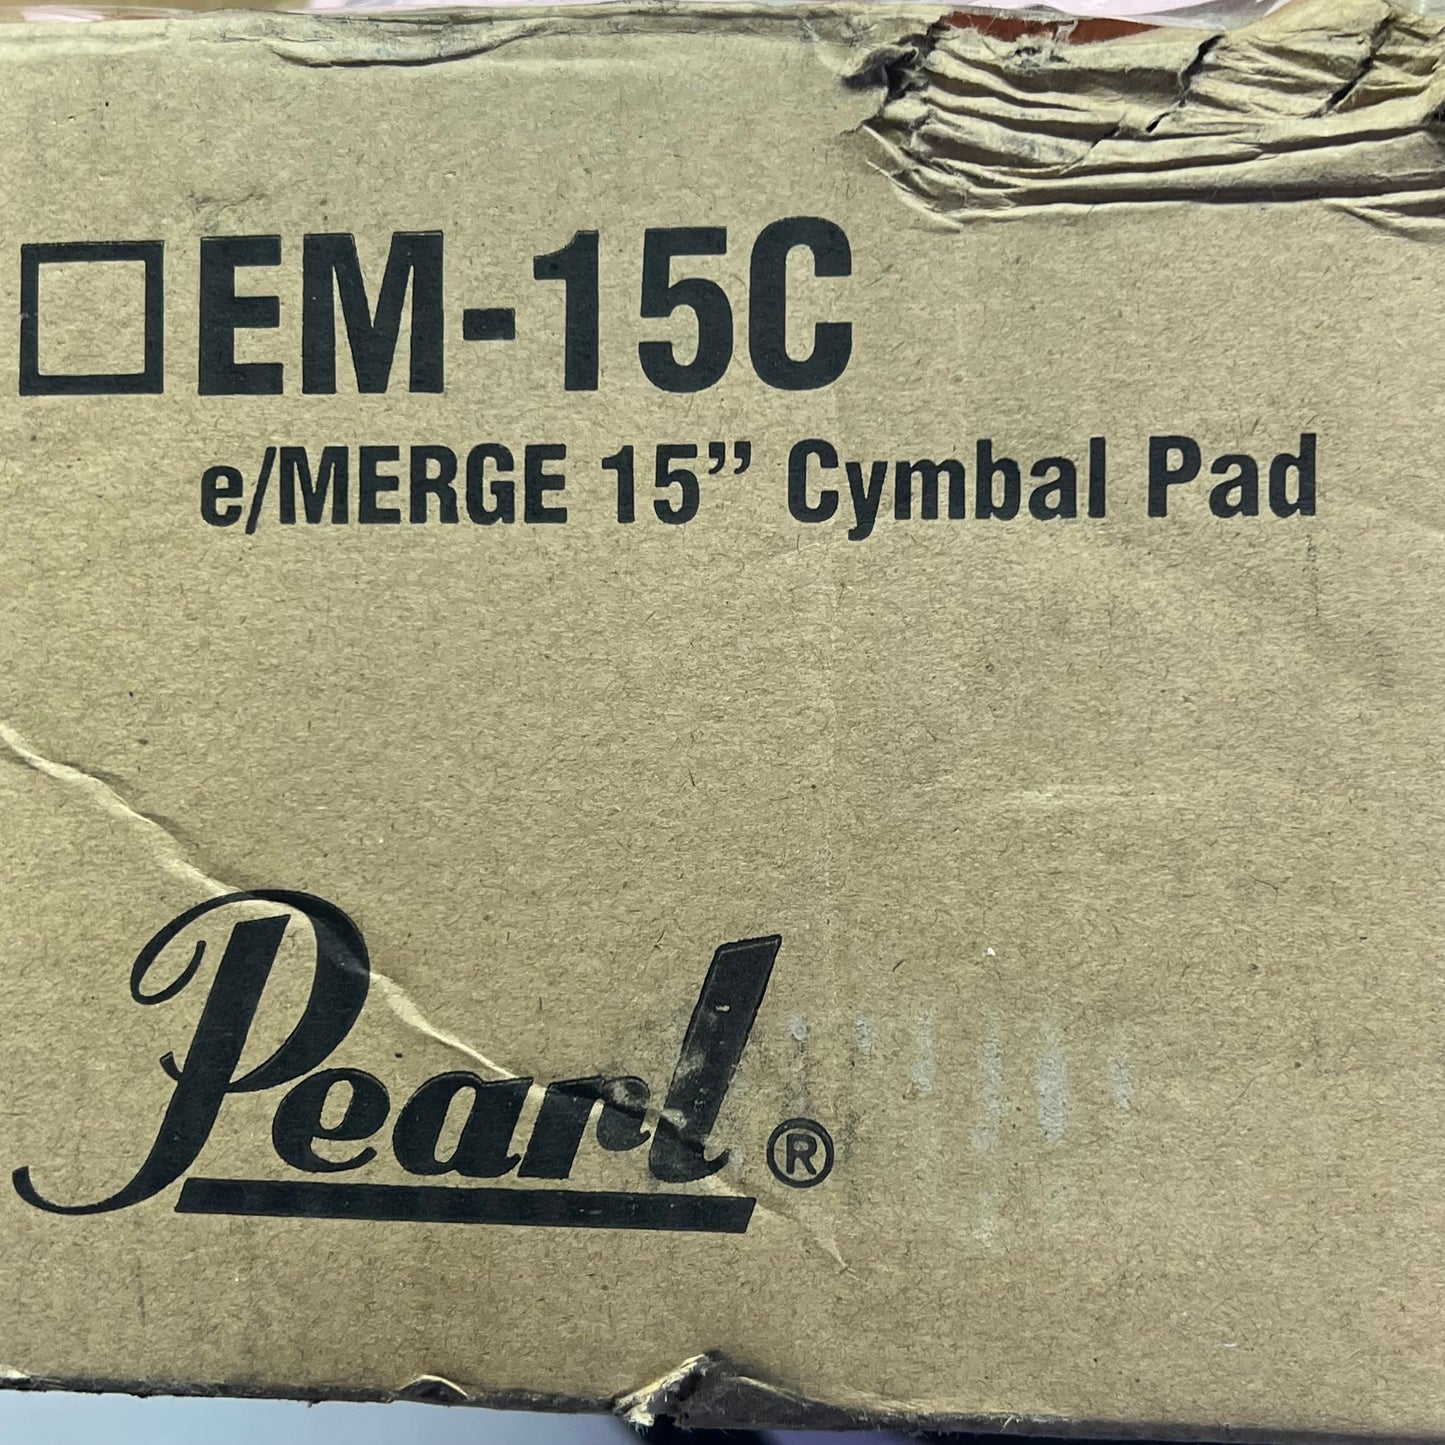 EM-15C
e/MERGE 15” Cymbal Pad
Pearl®